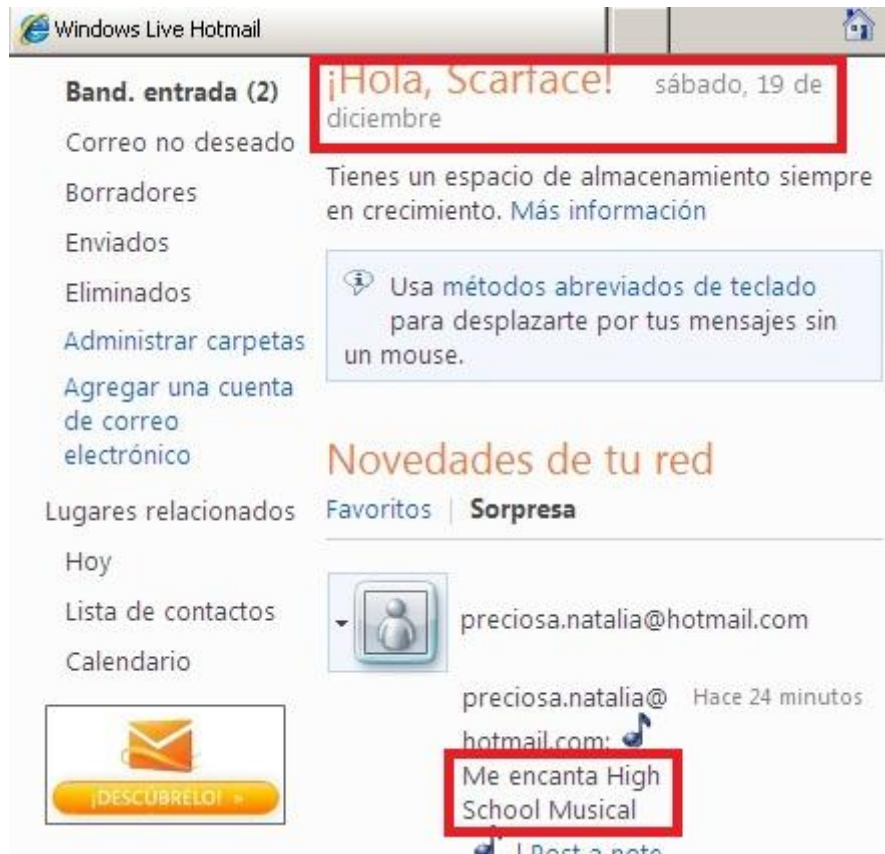 Windows Live Hotmail
Band. entrada (2)
Correo no deseado
Borradores
Enviados
Eliminados
Administrar carpetas
Agregar una cuenta
de correo
electrónico
Lugares relacionados
Hoy
Lista de contactos
Calendario
¡DESCÚBRELO! »
¡Hola, Scarface! sábado, 19 de
diciembre
Tienes un espacio de almacenamiento siempre
en crecimiento. Más información
Usa métodos abreviados de teclado
para desplazarte por tus mensajes sin
un mouse.
Novedades de tu red
Favoritos | Sorpresa
preciosa.natalia@hotmail.com
preciosa.natalia@ Hace 24 minutos
hotmail.com:
Me encanta High
School Musical
| Post a note